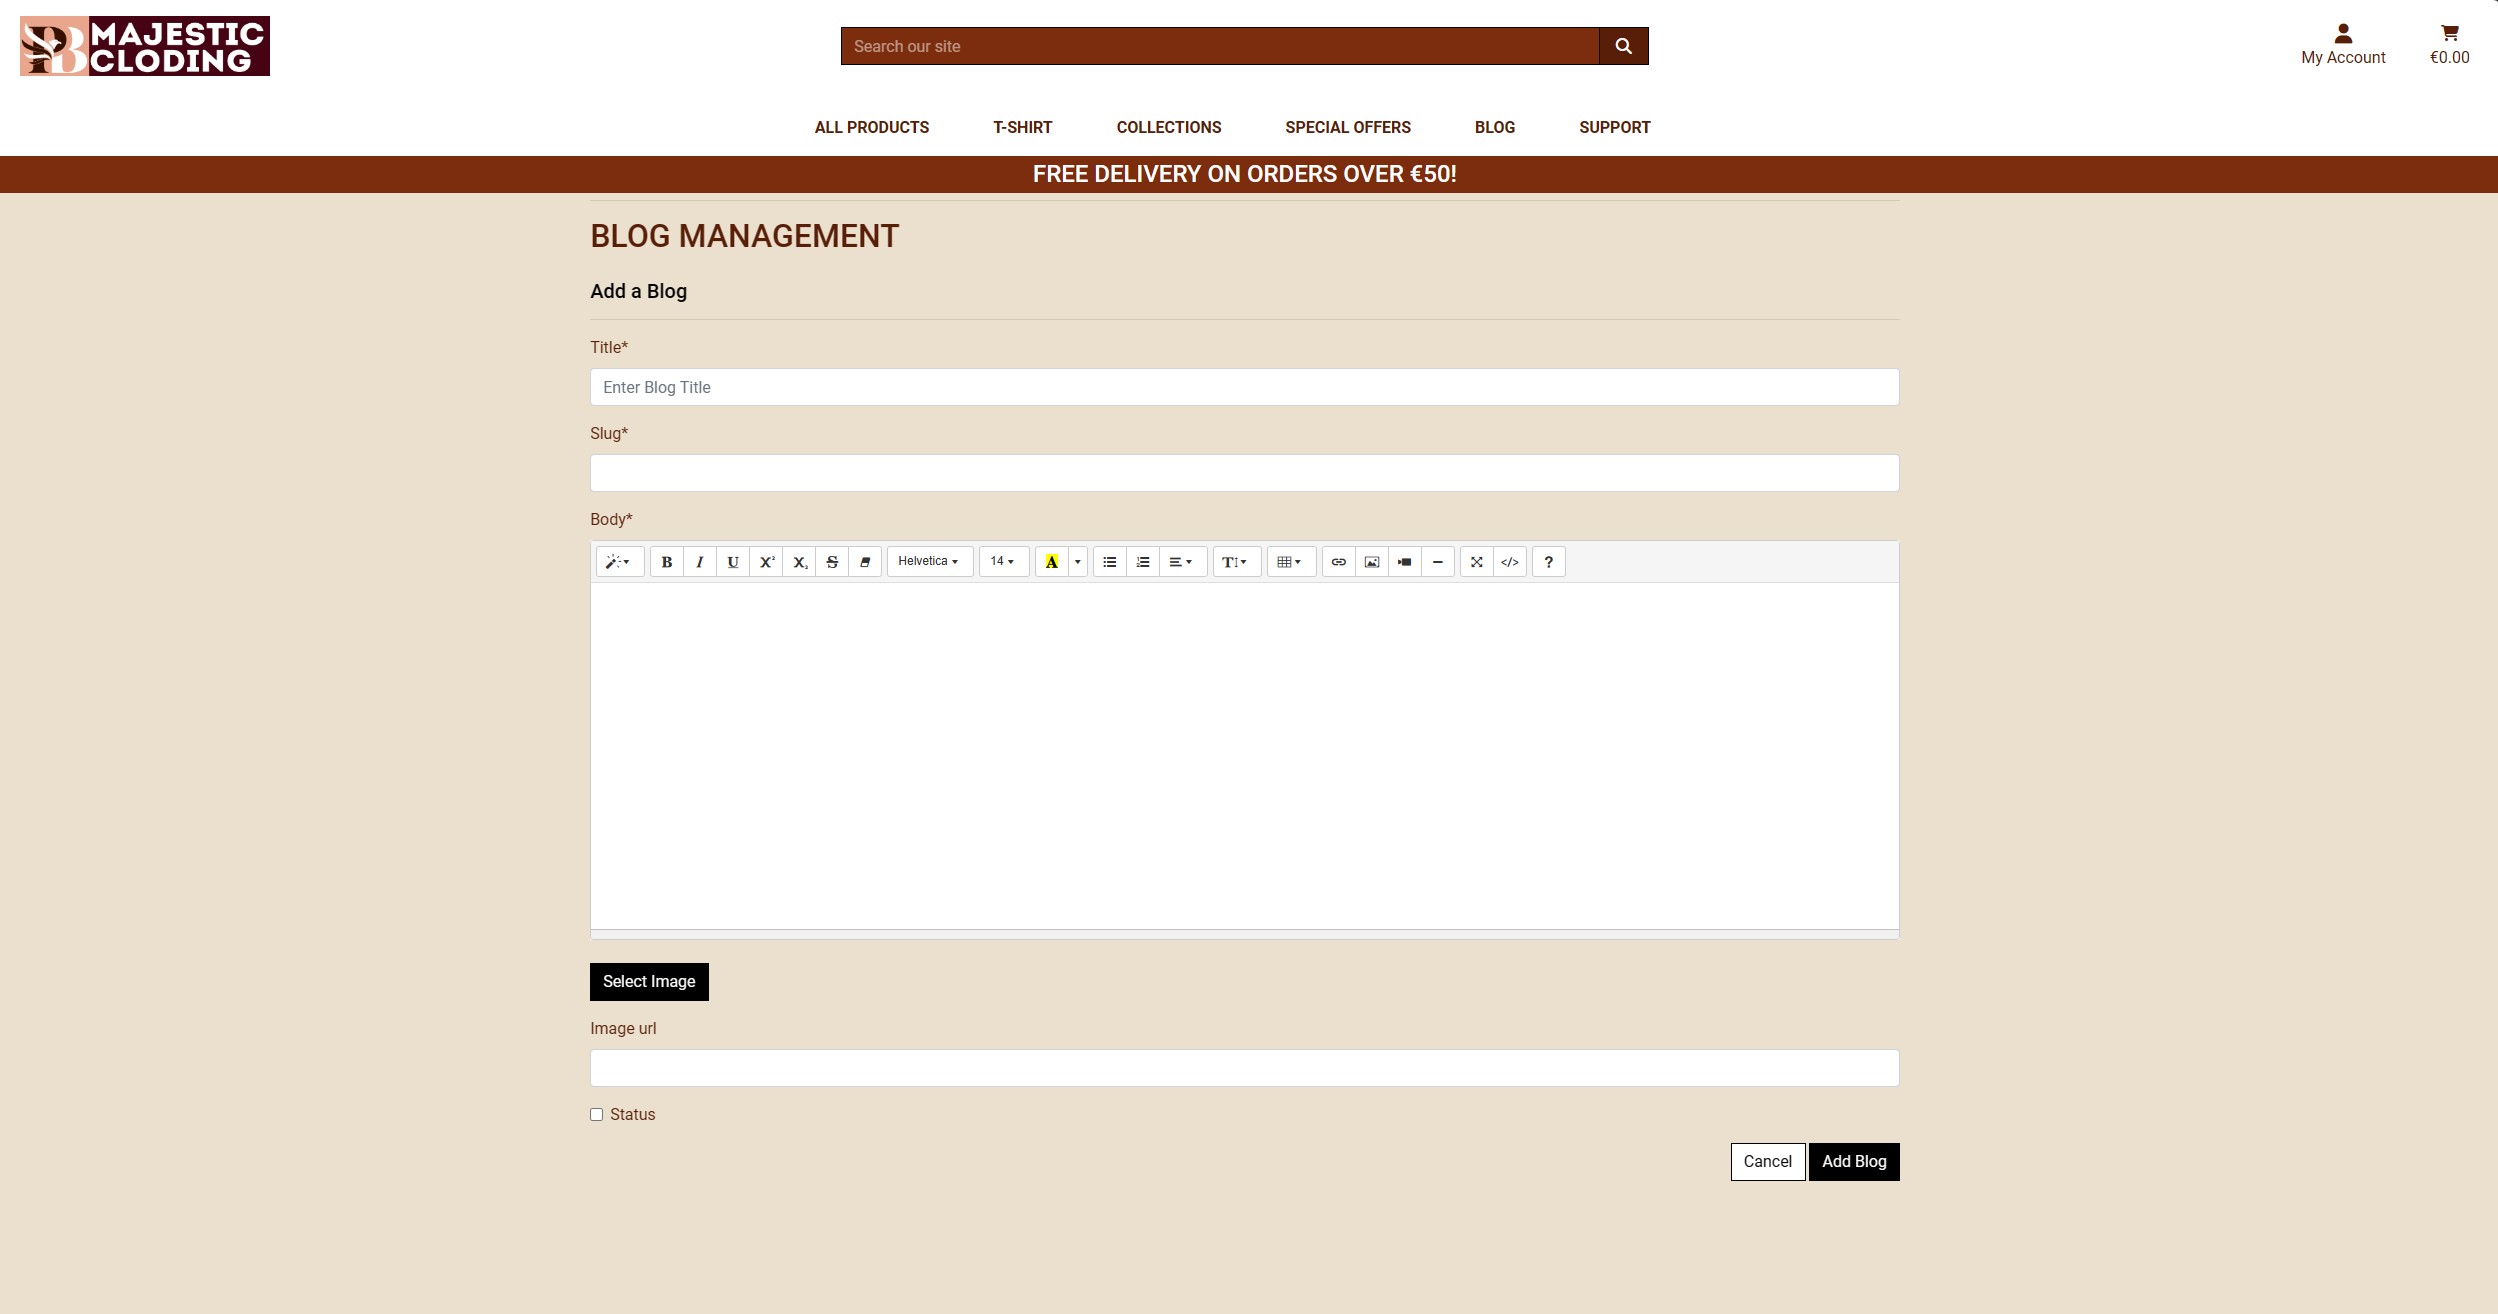 MAJESTIC
CLODING
Search our site
My Account
€0.00
ALL PRODUCTS T-SHIRT COLLECTIONS SPECIAL OFFERS BLOG SUPPORT
FREE DELIVERY ON ORDERS OVER €50!
BLOG MANAGEMENT
Add a Blog
Title*
Enter Blog Title
Slug*
Body*
B I U X² X₂ S Helvetica 14 A T </> ?
Select Image
Image url
Status
Cancel Add Blog